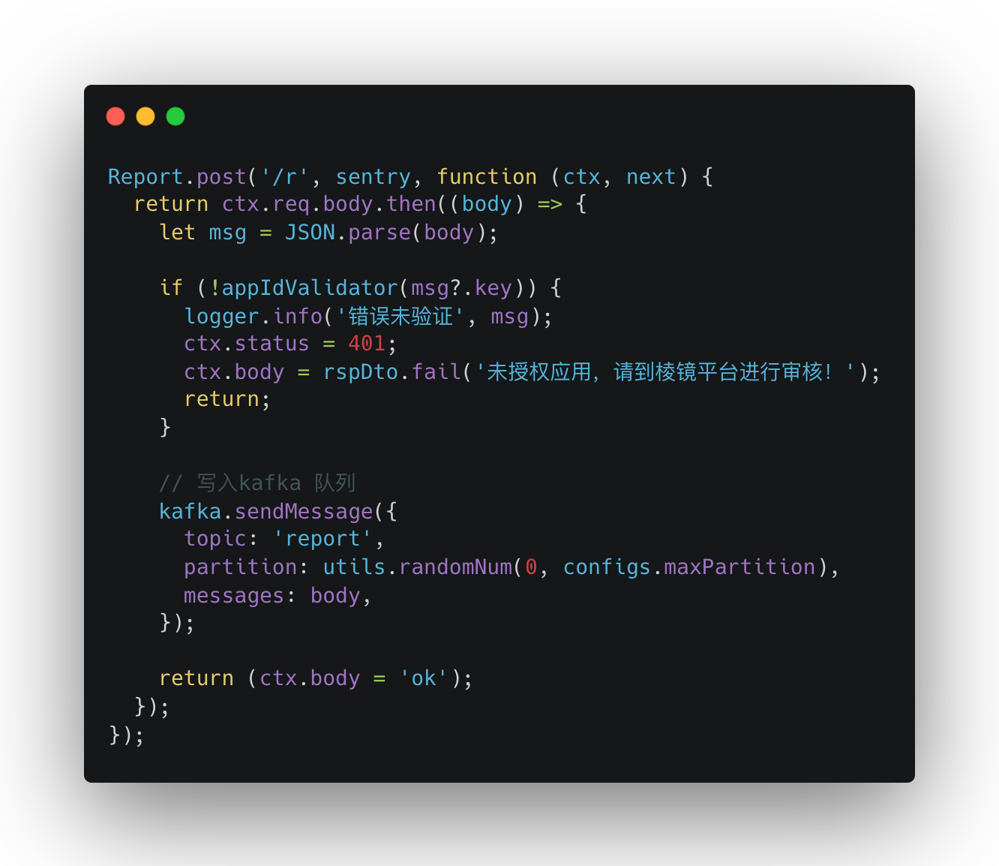 Report.post('/r', sentry, function (ctx, next) {
  return ctx.req.body.then((body) => {
    let msg = JSON.parse(body);

    if (!appIdValidator(msg?.key)) {
      logger.info('错误未验证', msg);
      ctx.status = 401;
      ctx.body = rspDto.fail('未授权应用，请到棱镜平台进行审核！');
      return;
    }

    // 写入kafka 队列
    kafka.sendMessage({
      topic: 'report',
      partition: utils.randomNum(0, configs.maxPartition),
      messages: body,
    });

    return (ctx.body = 'ok');
  });
});